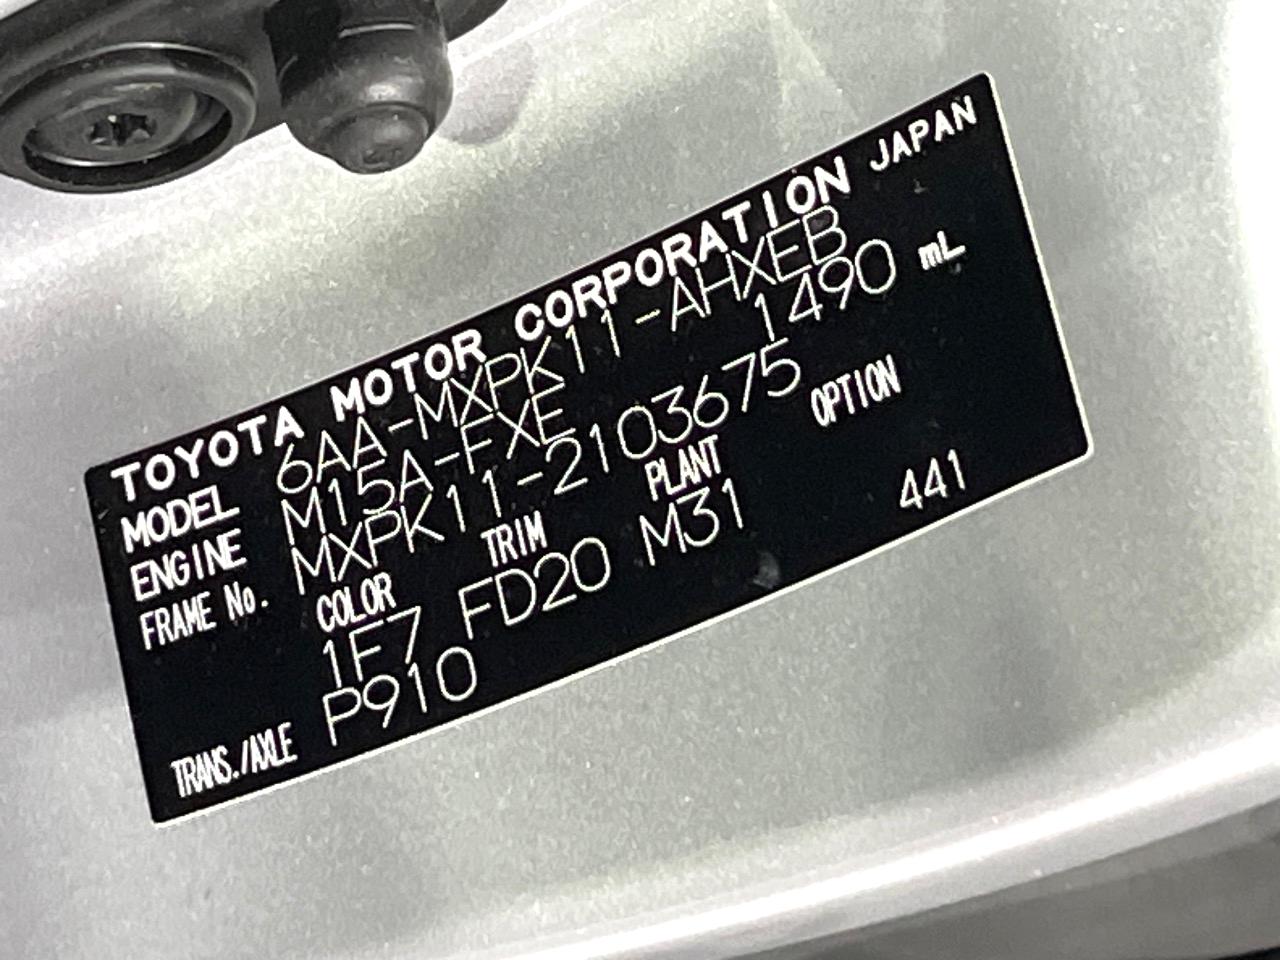 TOYOTA MOTOR CORPORATION JAPAN
MODEL 6AA-MXPK11-AHXEB
ENGINE M15A-FXE 1490 mL
FRAME No. MXPK11-2103675
COLOR TRIM PLANT OPTION
1F7 FD20 M31 441
TRANS./AXLE P910